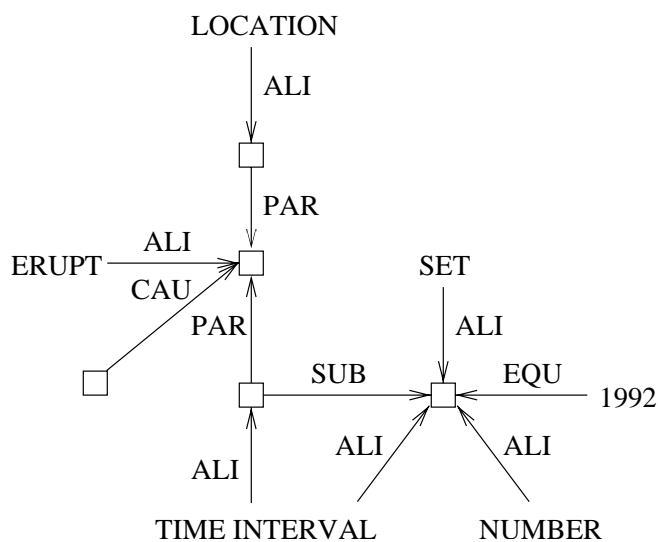 LOCATION
ALI
PAR
ALI
ERUPT
SET
CAU
ALI
PAR
SUB
EQU
1992
ALI
ALI
ALI
TIME INTERVAL
NUMBER